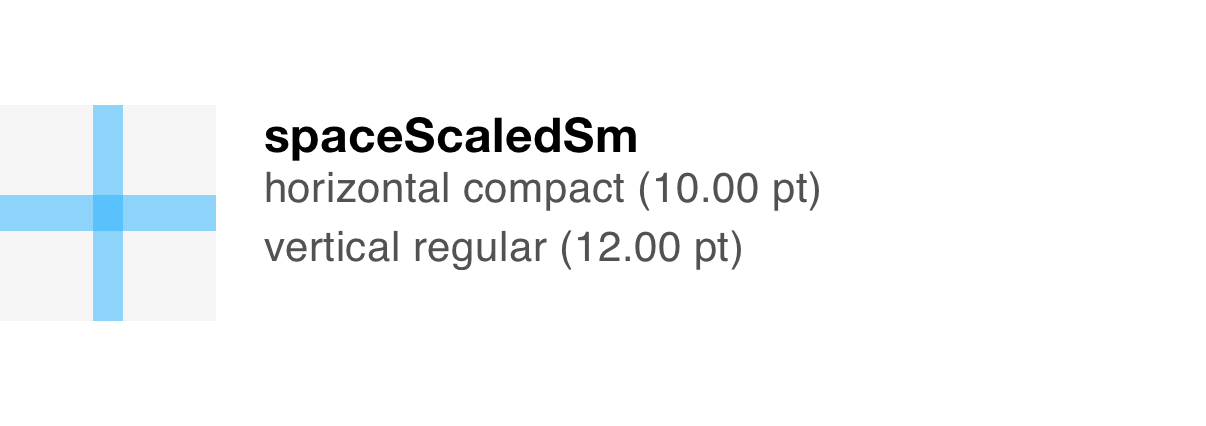 spaceScaledSm
horizontal compact (10.00 pt)
vertical regular (12.00 pt)